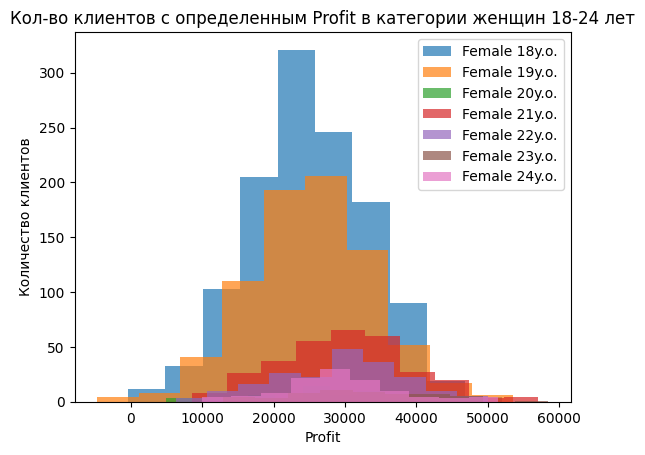 Кол-во клиентов с определенным Profit в категории женщин 18-24 лет
Female 18y.o.
Female 19y.o.
Female 20y.o.
Female 21y.o.
Female 22y.o.
Female 23y.o.
Female 24y.o.
Количество клиентов
300
250
200
150
100
50
0
0 10000 20000 30000 40000 50000 60000
Profit